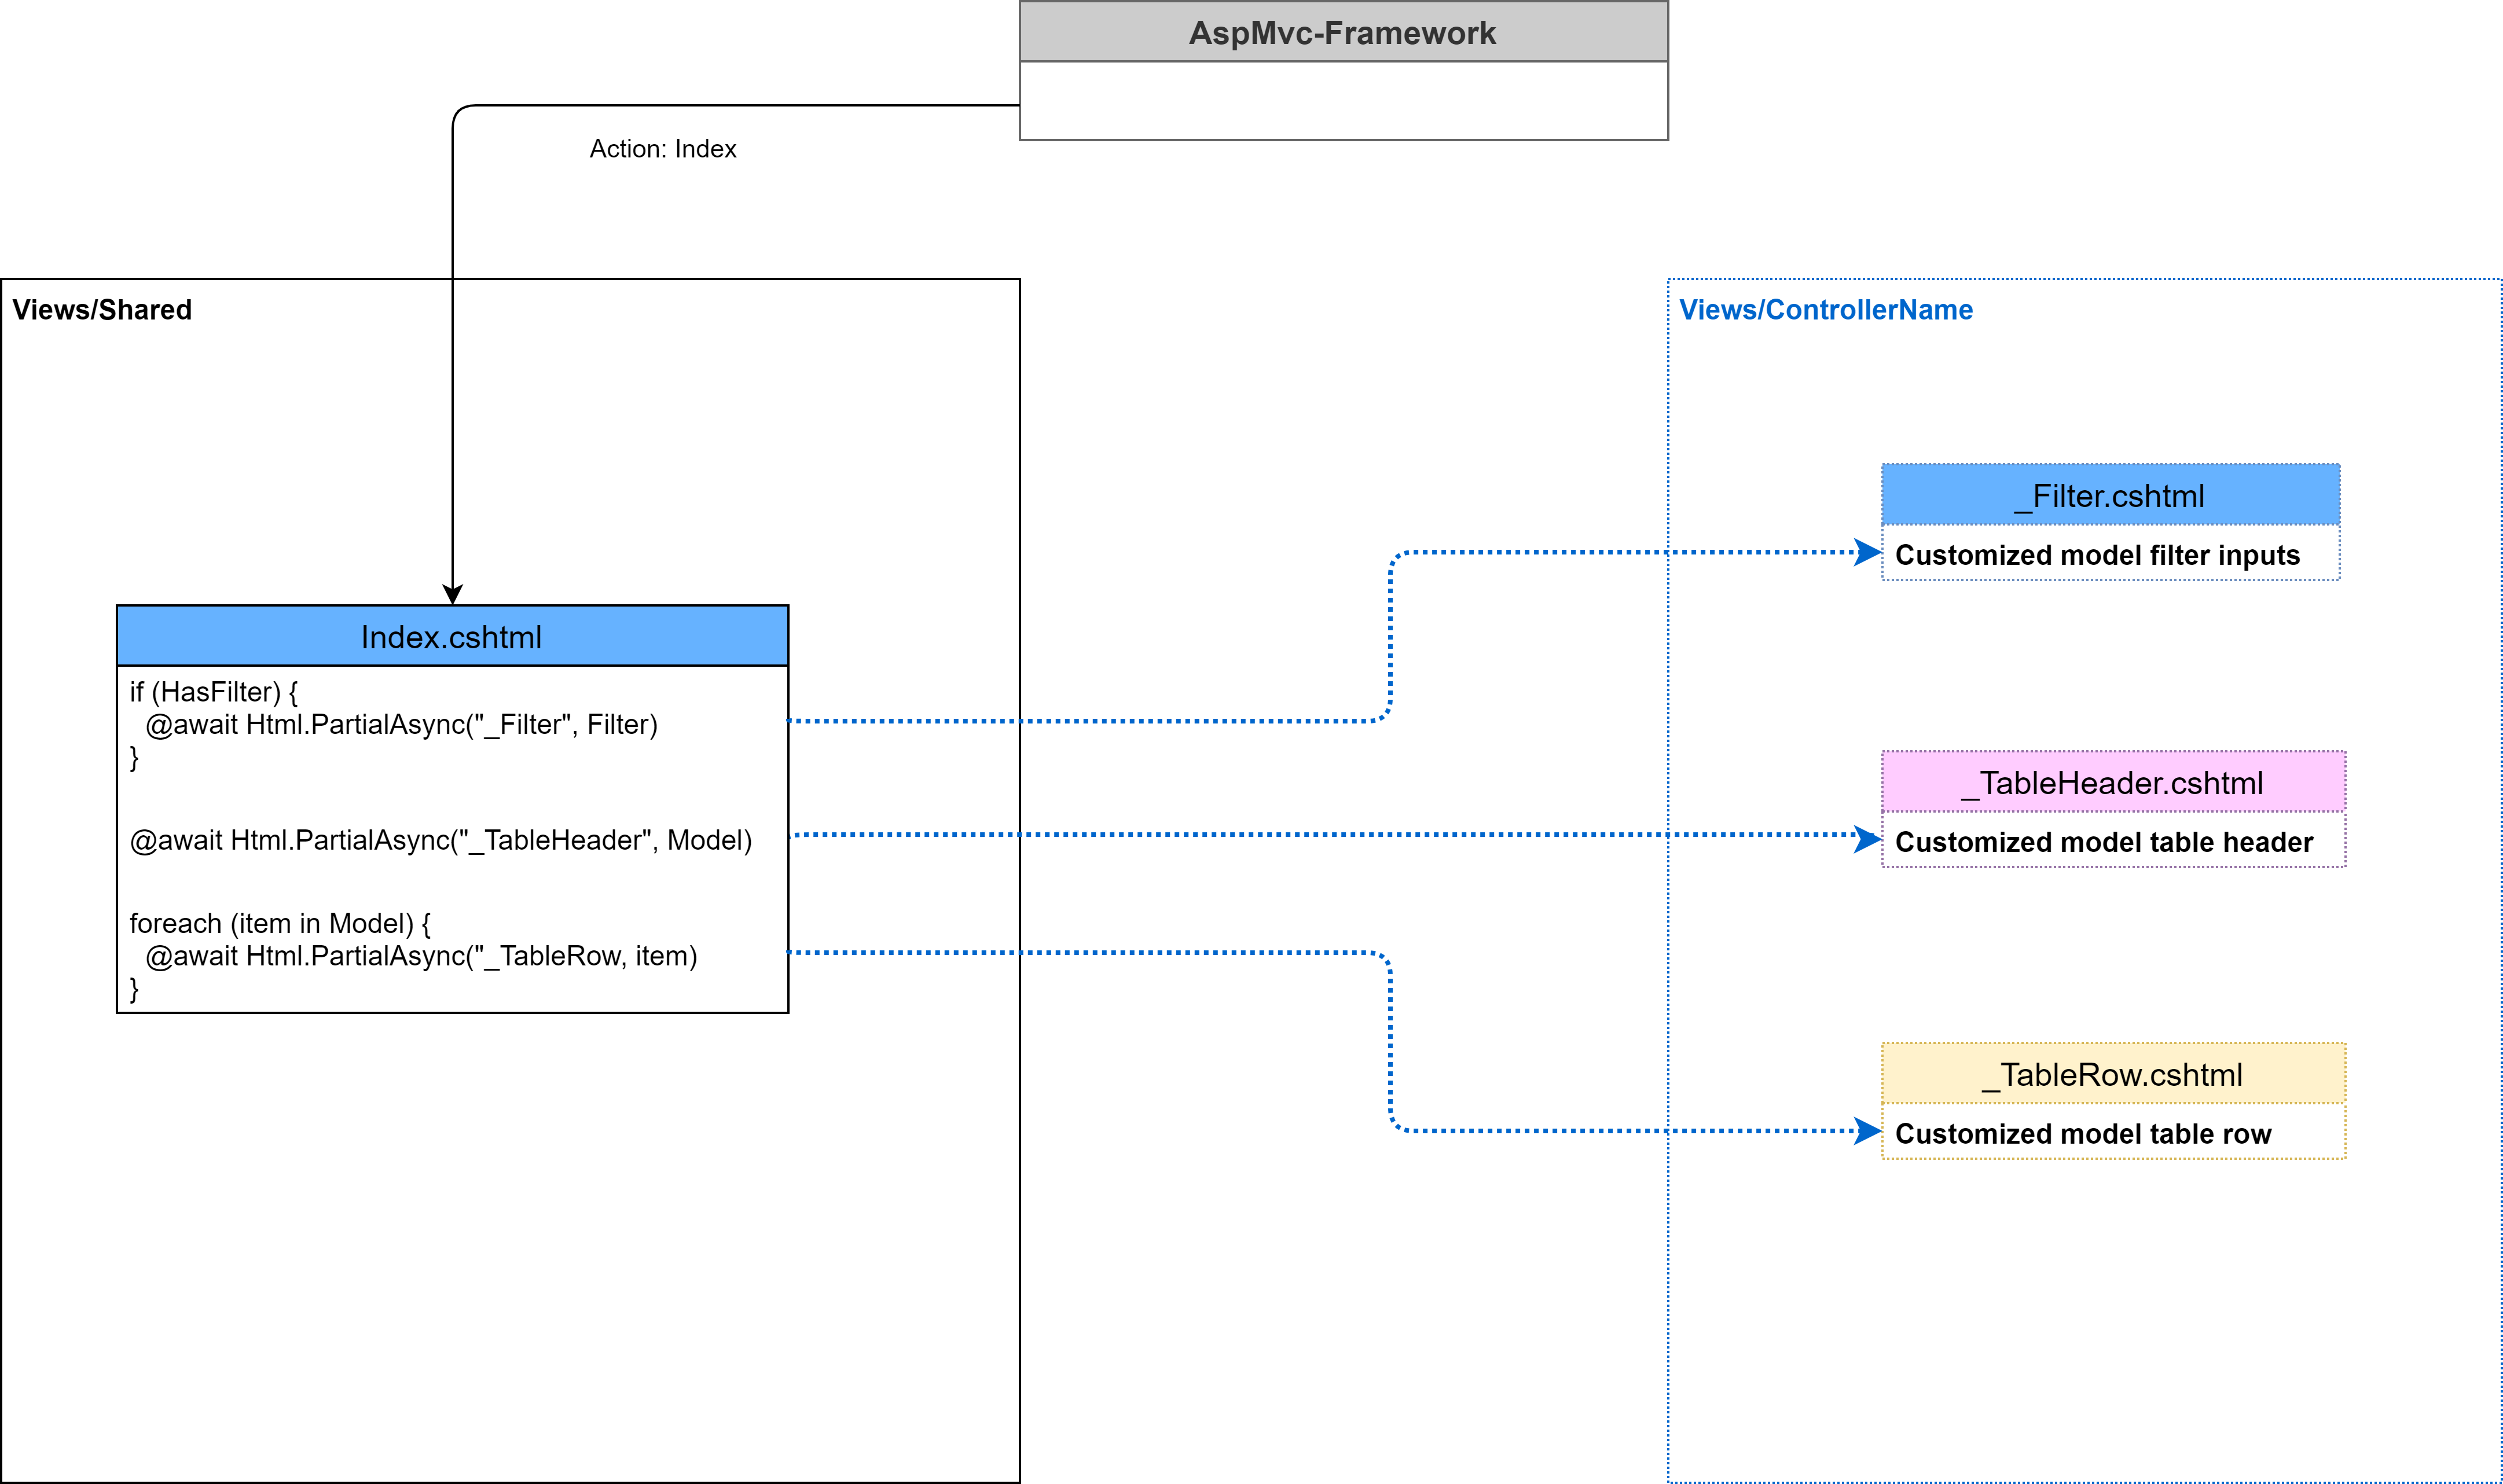 AspMvc-Framework
Action: Index
Views/Shared
Views/ControllerName
Index.cshtml
if (HasFilter) {
  @await Html.PartialAsync("_Filter", Filter)
}
@await Html.PartialAsync("_TableHeader", Model)
foreach (item in Model) {
  @await Html.PartialAsync("_TableRow, item)
}
_Filter.cshtml
Customized model filter inputs
_TableHeader.cshtml
Customized model table header
_TableRow.cshtml
Customized model table row